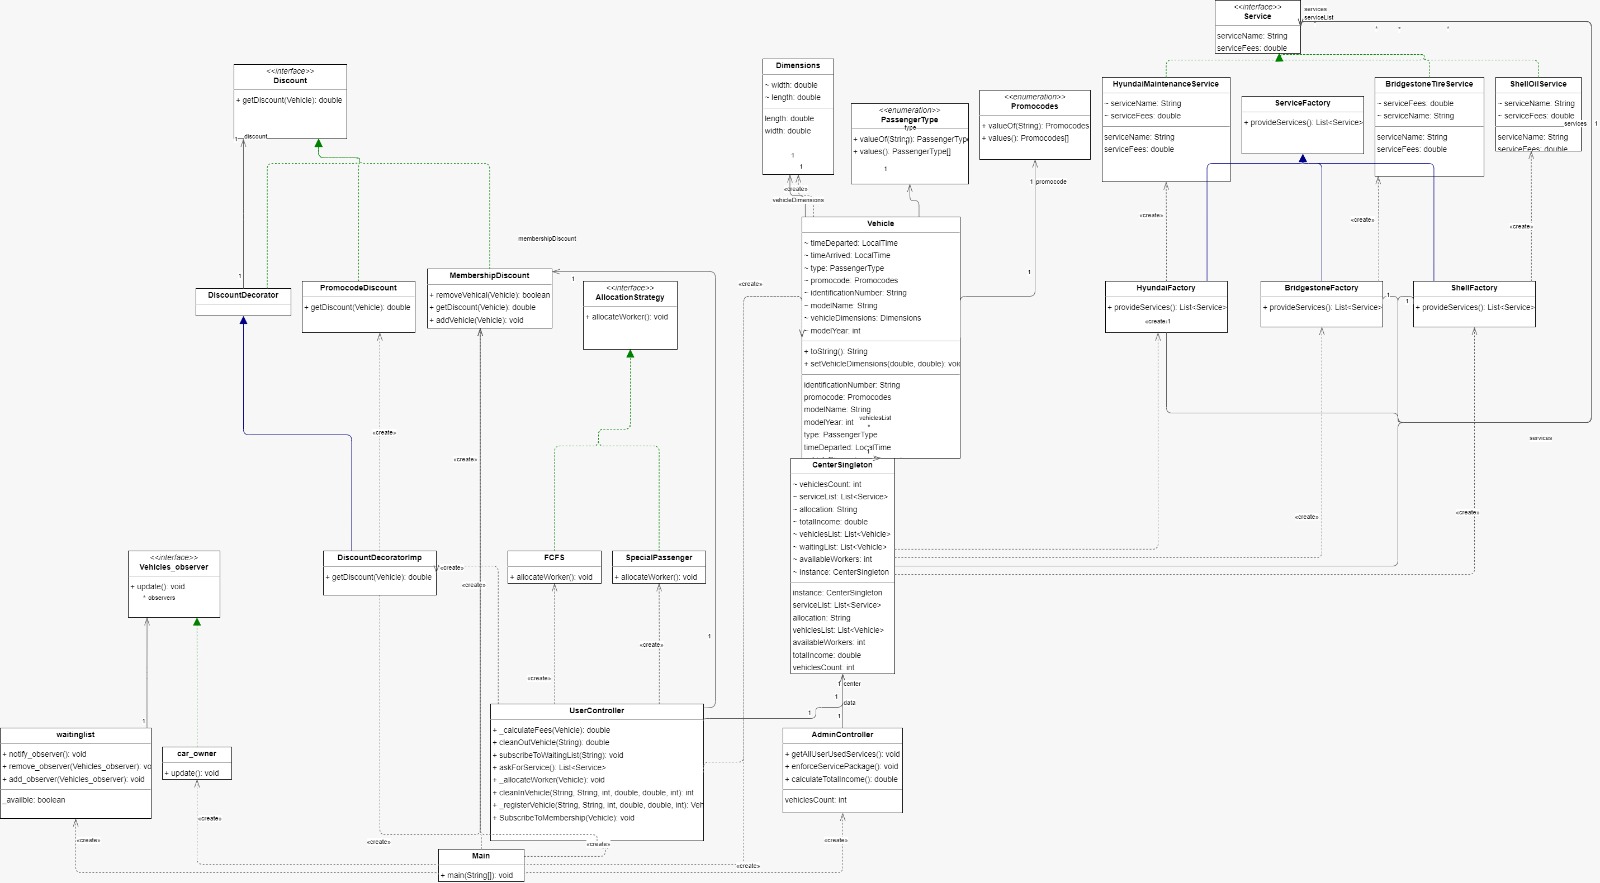 <<interface>>
Service
serviceName: String
serviceFees: double
services
serviceList
*
*
*
<<interface>>
Discount
+ getDiscount(Vehicle): double
1
discount
Dimensions
~ width: double
~ length: double
length: double
width: double
1
1
«create»
vehicleDimensions
<<enumeration>>
PassengerType
type
+ valueOf(String): PassengerType
+ values(): PassengerType[]
1
<<enumeration>>
Promocodes
+ valueOf(String): Promocodes
+ values(): Promocodes[]
1 promocode
1
HyundaiMaintenanceService
~ serviceName: String
~ serviceFees: double
serviceName: String
serviceFees: double
ServiceFactory
+ provideServices(): List<Service>
BridgestoneTireService
~ serviceFees: double
~ serviceName: String
serviceName: String
serviceFees: double
ShellOilService
~ serviceName: String
~ serviceFees: double
services
serviceName: String
serviceFees: double
1
«create»
«create»
«create»
Vehicle
~ timeDeparted: LocalTime
~ timeArrived: LocalTime
~ type: PassengerType
~ promocode: Promocodes
~ identificationNumber: String
~ modelName: String
~ vehicleDimensions: Dimensions
~ modelYear: int
+ toString(): String
+ setVehicleDimensions(double, double): void
identificationNumber: String
promocode: Promocodes
modelName: String
vehiclesList
modelYear: int
*
type: PassengerType
timeDeparted: LocalTime
membershipDiscount
1
1
DiscountDecorator
PromocodeDiscount
+ getDiscount(Vehicle): double
MembershipDiscount
+ removeVehical(Vehicle): boolean
+ getDiscount(Vehicle): double
+ addVehicle(Vehicle): void
<<interface>>
AllocationStrategy
+ allocateWorker(): void
«create»
HyundaiFactory
+ provideServices(): List<Service>
«create» 1
BridgestoneFactory
+ provideServices(): List<Service>
1
1
ShellFactory
+ provideServices(): List<Service>
services
«create»
«create»
CenterSingleton
~ vehiclesCount: int
~ serviceList: List<Service>
~ allocation: String
~ totalIncome: double
~ vehiclesList: List<Vehicle>
~ waitingList: List<Vehicle>
~ availableWorkers: int
~ instance: CenterSingleton
instance: CenterSingleton
serviceList: List<Service>
allocation: String
vehiclesList: List<Vehicle>
availableWorkers: int
totalIncome: double
vehiclesCount: int
«create»
«create»
<<interface>>
Vehicles_observer
+ update(): void
* observers
DiscountDecoratorImp
+ getDiscount(Vehicle): double
«create»
«create»
FCFS
+ allocateWorker(): void
SpecialPassenger
+ allocateWorker(): void
1
«create»
«create»
1 center
1
data
1
1
1
waitinglist
+ notify_observer(): void
+ remove_observer(Vehicles_observer): vo
+ add_observer(Vehicles_observer): void
_availble: boolean
car_owner
+ update(): void
UserController
+ _calculateFees(Vehicle): double
+ cleanOutVehicle(String): double
+ subscribeToWaitingList(String): void
+ askForService(): List<Service>
+ _allocateWorker(Vehicle): void
+ cleanInVehicle(String, String, int, double, double, int): int
+ _registerVehicle(String, String, int, double, double, int): Veh
+ SubscribeToMembership(Vehicle): void
AdminController
+ getAllUserUsedServices(): void
+ enforceServicePackage(): void
+ calculateTotalIncome(): double
vehiclesCount: int
«create»
«create»
«create»
«create»
«create»
Main
+ main(String[]): void